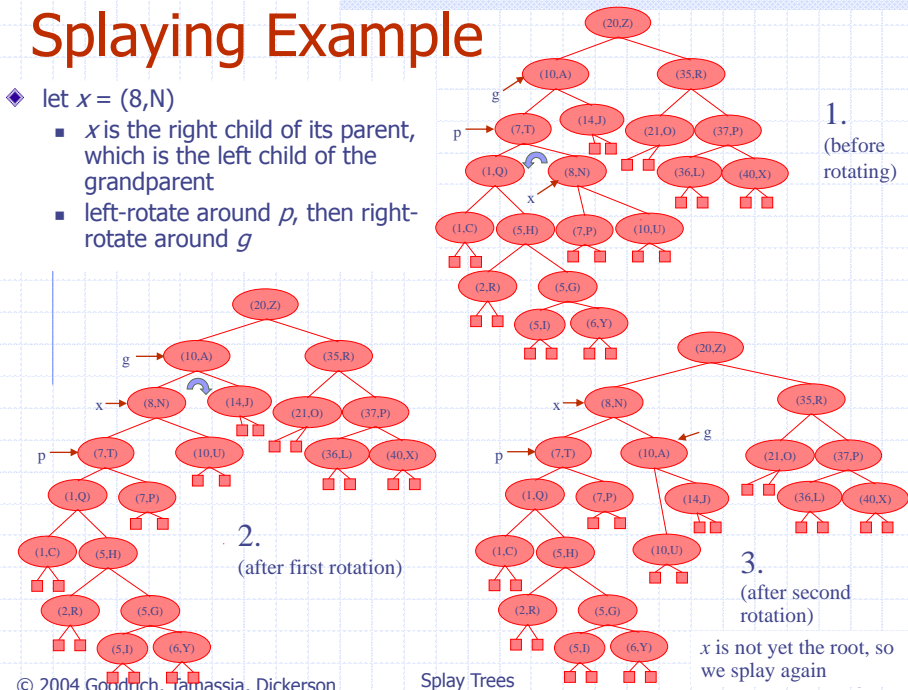 Splaying Example
let x = (8,N)
x is the right child of its parent,
which is the left child of the
grandparent
left-rotate around p, then right-
rotate around g
(20,Z)
(10,A)
(35,R)
g
p
(7,T)
(14,J)
(21,O)
(37,P)
(1,Q)
(8,N)
(36,L)
(40,X)
x
(1,C)
(5,H)
(7,P)
(10,U)
(2,R)
(5,G)
(5,I)
(6,Y)
1.
(before
rotating)
(20,Z)
g
(10,A)
(35,R)
x
(8,N)
(14,J)
(21,O)
(37,P)
p
(7,T)
(10,U)
(36,L)
(40,X)
(1,Q)
(7,P)
(1,C)
(5,H)
(2,R)
(5,G)
(5,I)
(6,Y)
2.
(after first rotation)
(20,Z)
x
(8,N)
(35,R)
g
p
(7,T)
(10,A)
(21,O)
(37,P)
(1,Q)
(7,P)
(14,J)
(36,L)
(40,X)
(1,C)
(5,H)
(10,U)
(2,R)
(5,G)
(5,I)
(6,Y)
3.
(after second
rotation)
x is not yet the root, so
we splay again
© 2004 Goodrich, Tamassia, Dickerson
Splay Trees